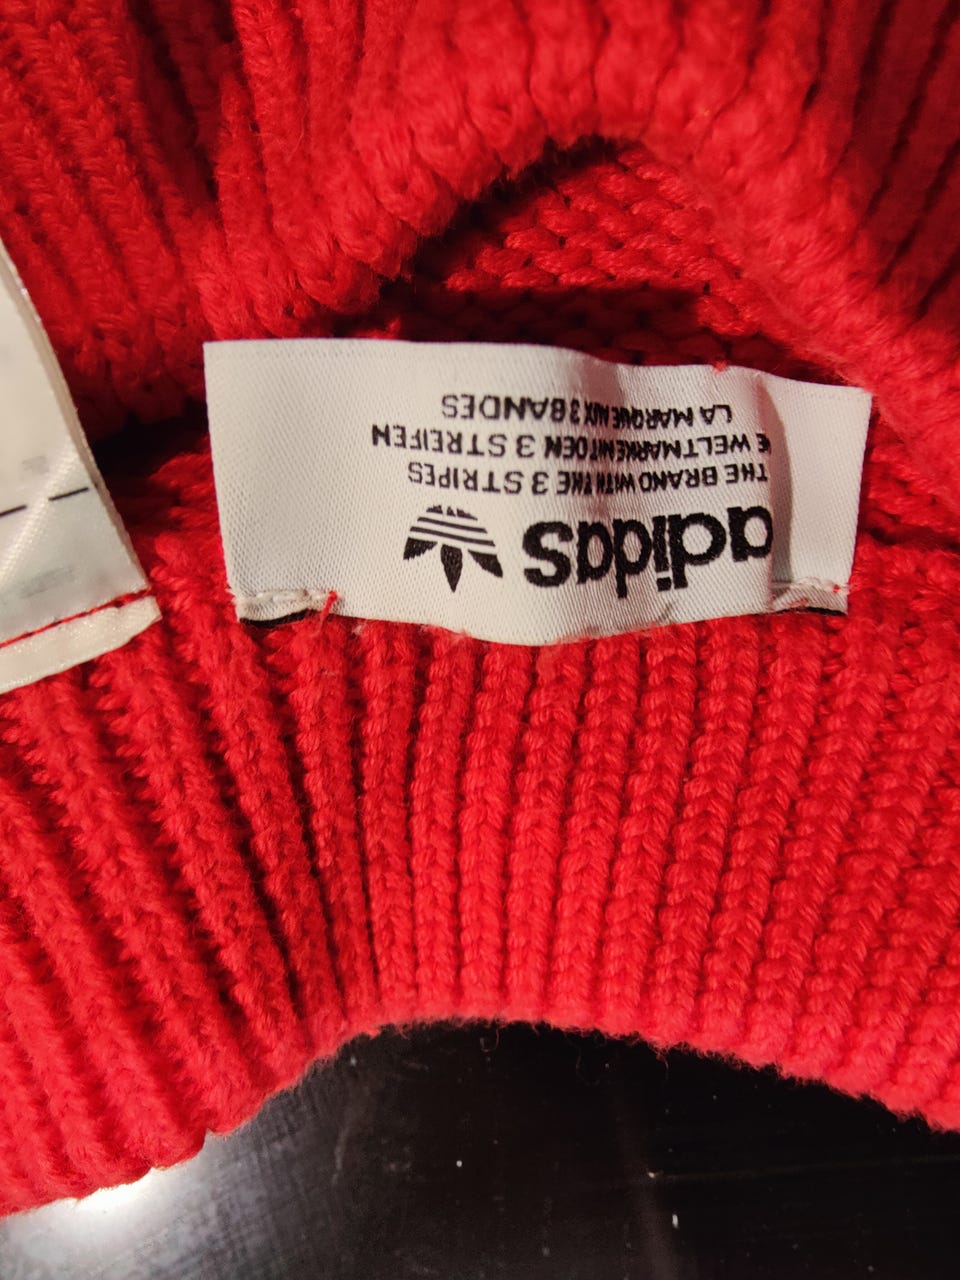 adidas
THE BRAND WITH THE 3 STRIPES
E WELTMARKE MIT DEN 3 STREIFEN
LA MARQUE AUX 3 BANDES